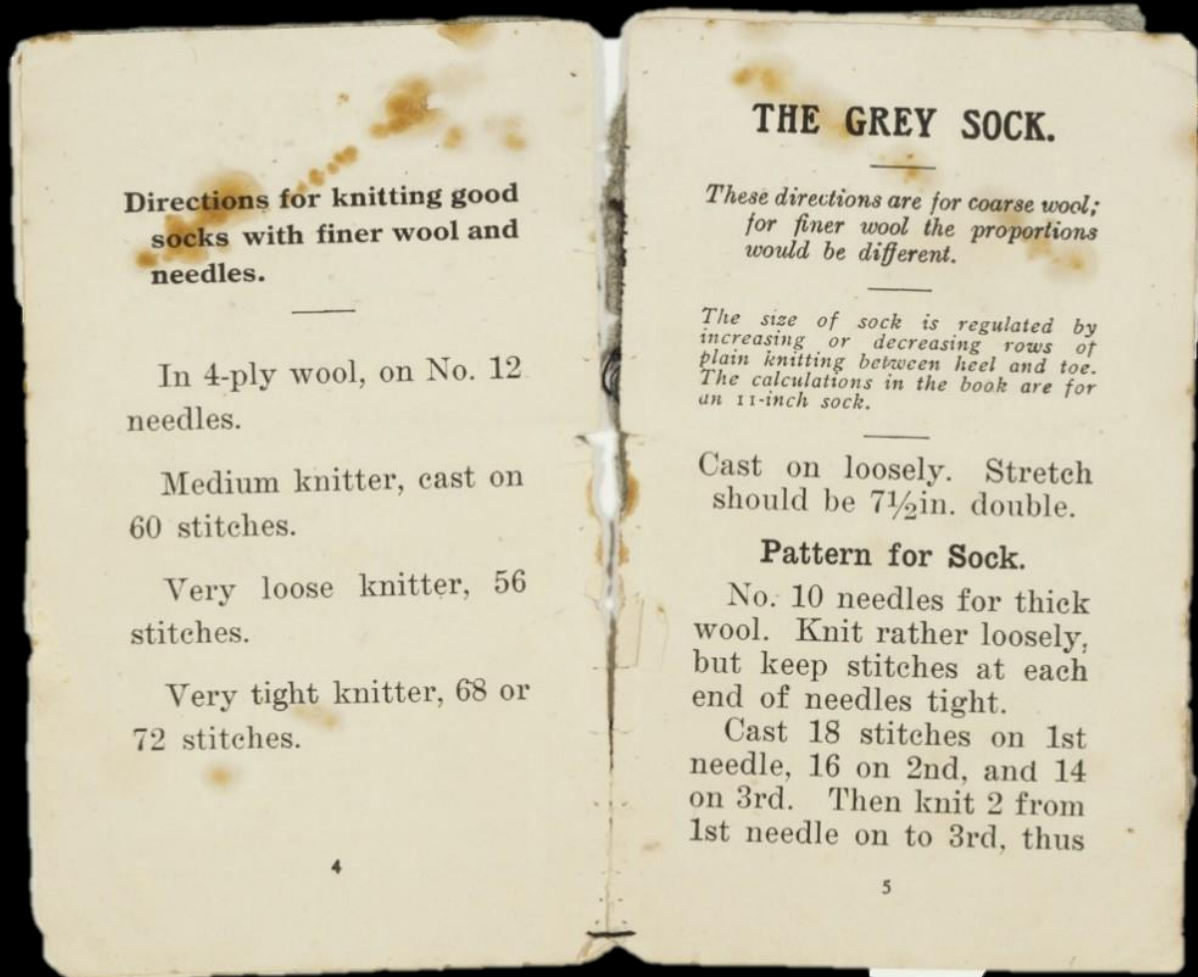 Directions for knitting good
socks with finer wool and
needles.
In 4-ply wool, on No. 12
needles.
Medium knitter, cast on
60 stitches.
Very loose knitter, 56
stitches.
Very tight knitter, 68 or
72 stitches.
4
THE GREY SOCK.
These directions are for coarse wool;
for finer wool the proportions
would be different.
The size of sock is regulated by
increasing or decreasing rows of
plain knitting between heel and toe.
The calculations in the book are for
an 11-inch sock.
Cast on loosely. Stretch
should be 7½in. double.
Pattern for Sock.
No. 10 needles for thick
wool. Knit rather loosely,
but keep stitches at each
end of needles tight.
Cast 18 stitches on 1st
needle, 16 on 2nd, and 14
on 3rd. Then knit 2 from
1st needle on to 3rd, thus
5